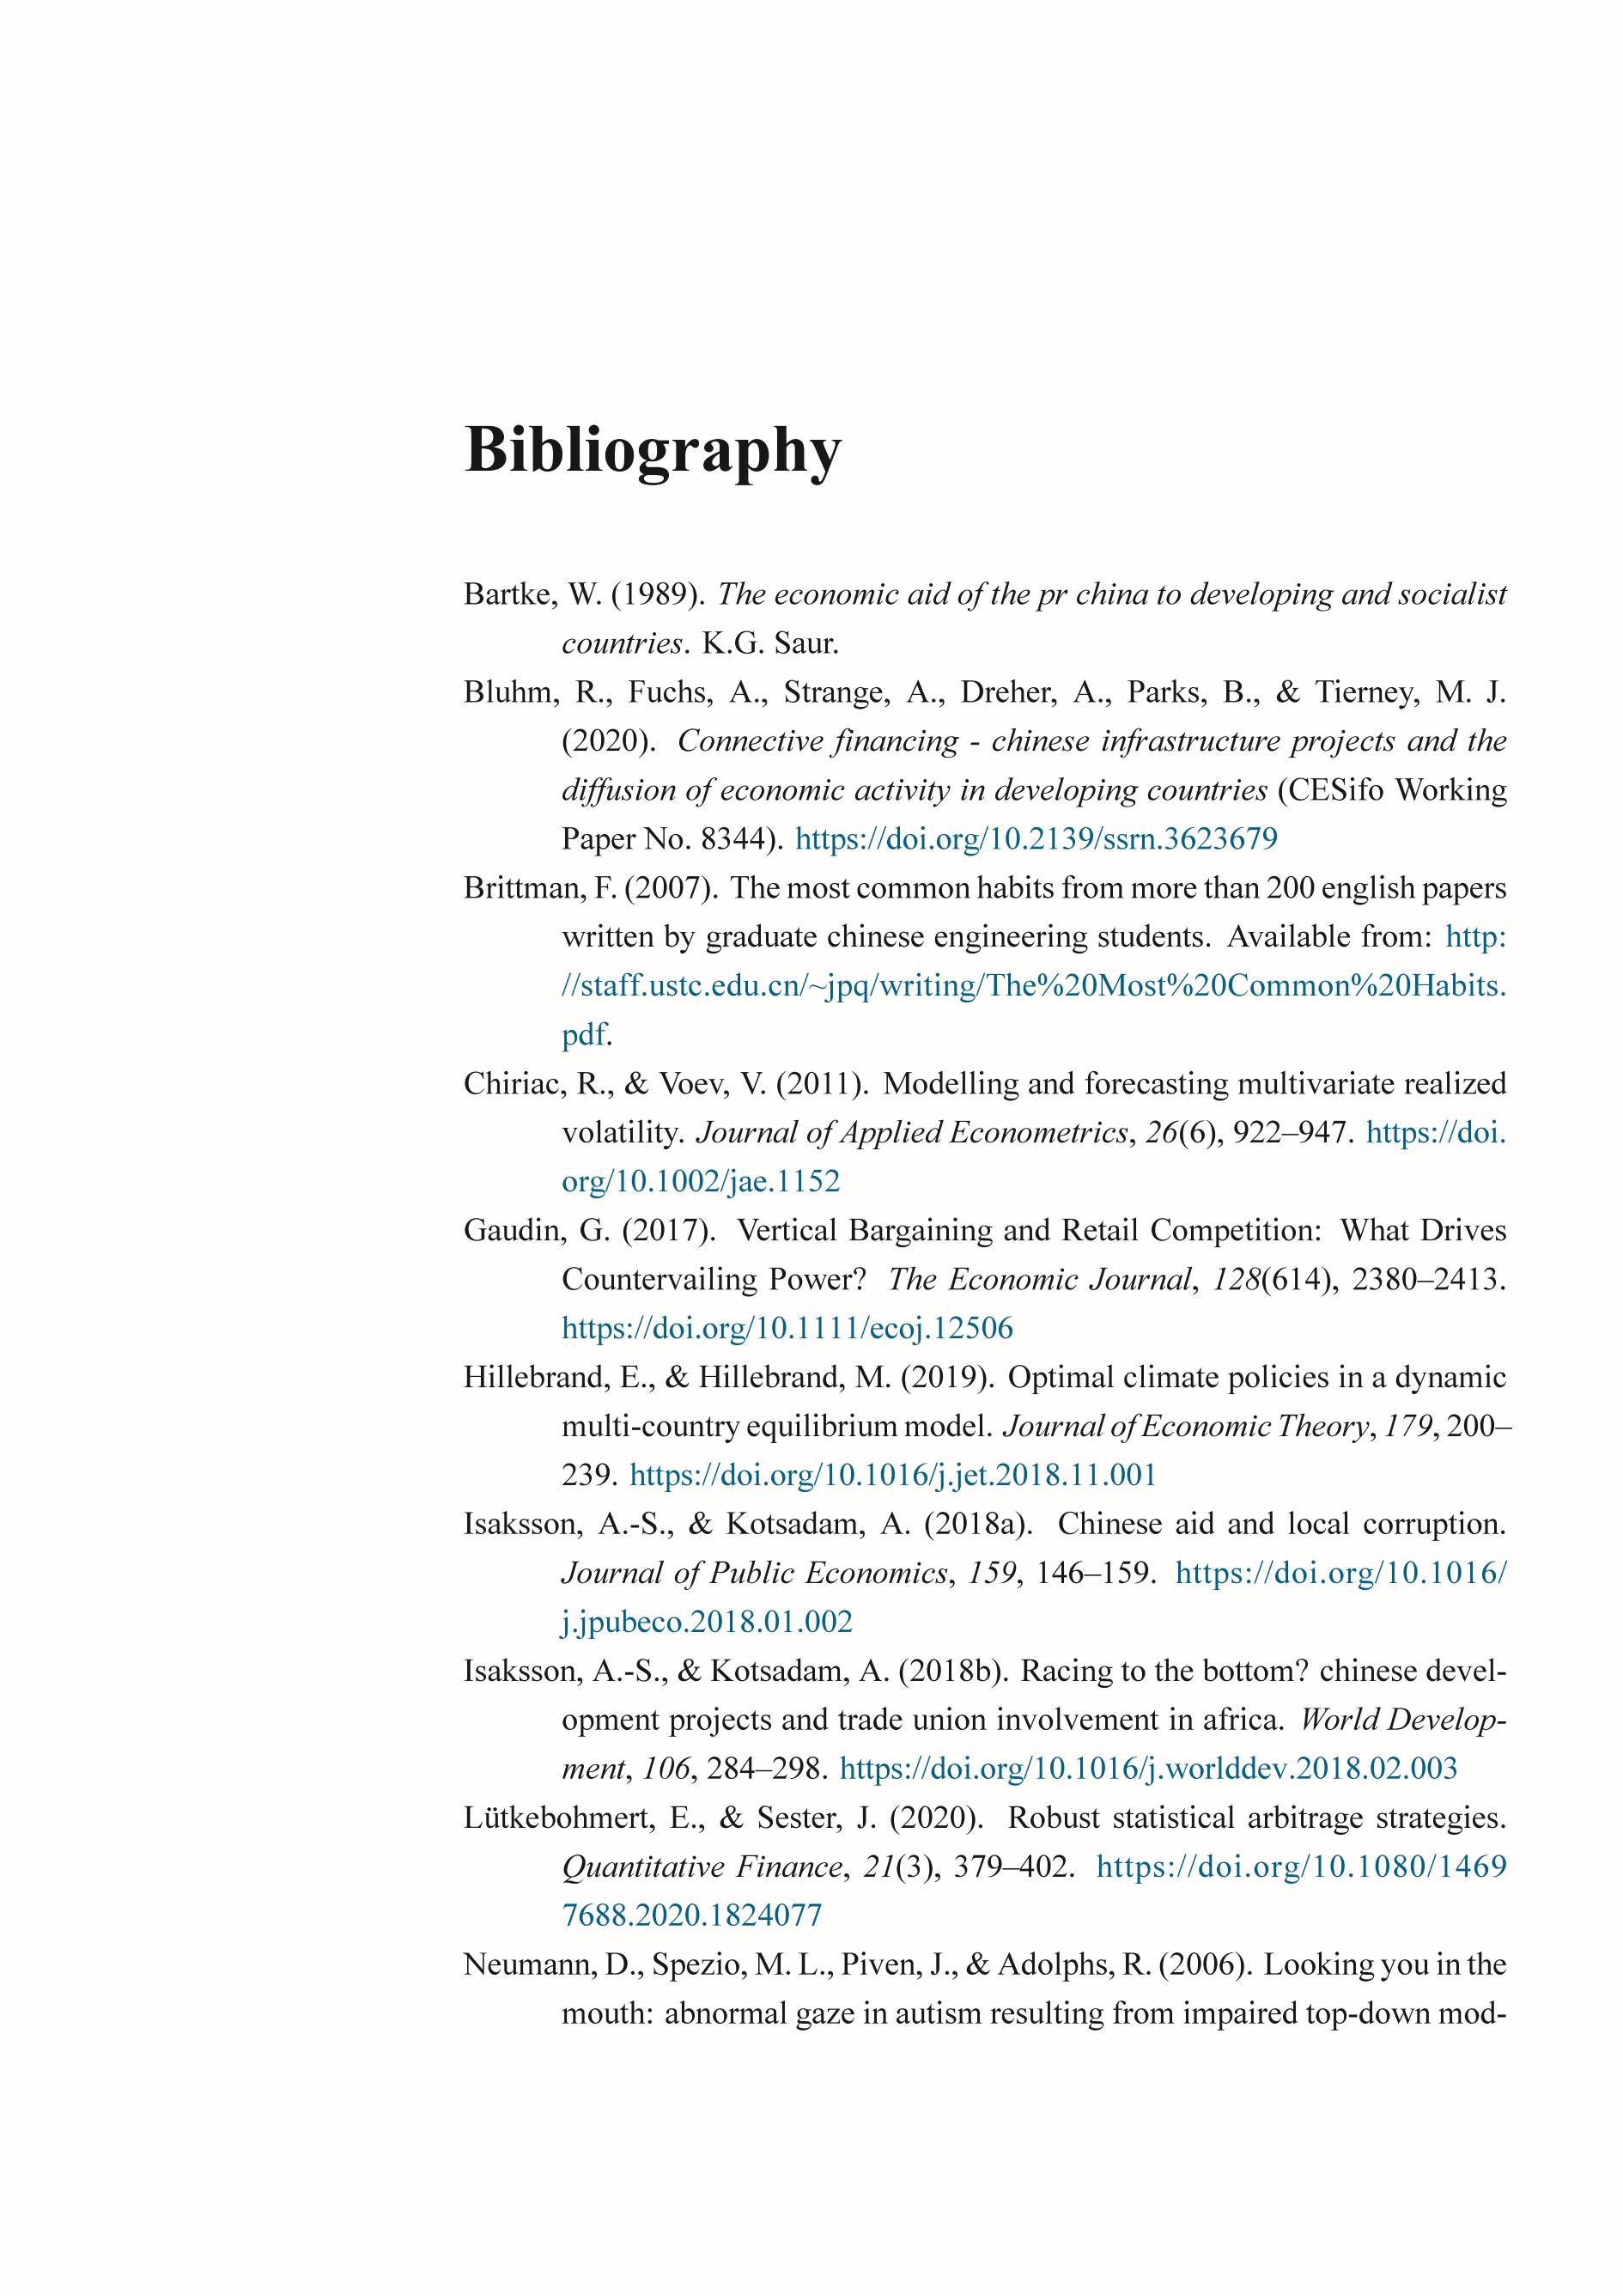 Bibliography
Bartke, W. (1989). The economic aid of the pr china to developing and socialist
countries. K.G. Saur.
Bluhm, R., Fuchs, A., Strange, A., Dreher, A., Parks, B., & Tierney, M. J.
(2020). Connective financing - chinese infrastructure projects and the
diffusion of economic activity in developing countries (CESifo Working
Paper No. 8344). https://doi.org/10.2139/ssrn.3623679
Brittman, F. (2007). The most common habits from more than 200 english papers
written by graduate chinese engineering students. Available from: http:
//staff.ustc.edu.cn/~jpq/writing/The%20Most%20Common%20Habits.
pdf.
Chiriac, R., & Voev, V. (2011). Modelling and forecasting multivariate realized
volatility. Journal of Applied Econometrics, 26(6), 922–947. https://doi.
org/10.1002/jae.1152
Gaudin, G. (2017). Vertical Bargaining and Retail Competition: What Drives
Countervailing Power? The Economic Journal, 128(614), 2380–2413.
https://doi.org/10.1111/ecoj.12506
Hillebrand, E., & Hillebrand, M. (2019). Optimal climate policies in a dynamic
multi-country equilibrium model. Journal of Economic Theory, 179, 200–
239. https://doi.org/10.1016/j.jet.2018.11.001
Isaksson, A.-S., & Kotsadam, A. (2018a). Chinese aid and local corruption.
Journal of Public Economics, 159, 146–159. https://doi.org/10.1016/
j.jpubeco.2018.01.002
Isaksson, A.-S., & Kotsadam, A. (2018b). Racing to the bottom? chinese devel-
opment projects and trade union involvement in africa. World Develop-
ment, 106, 284–298. https://doi.org/10.1016/j.worlddev.2018.02.003
Lütkebohmert, E., & Sester, J. (2020). Robust statistical arbitrage strategies.
Quantitative Finance, 21(3), 379–402. https://doi.org/10.1080/1469
7688.2020.1824077
Neumann, D., Spezio, M. L., Piven, J., & Adolphs, R. (2006). Looking you in the
mouth: abnormal gaze in autism resulting from impaired top-down mod-